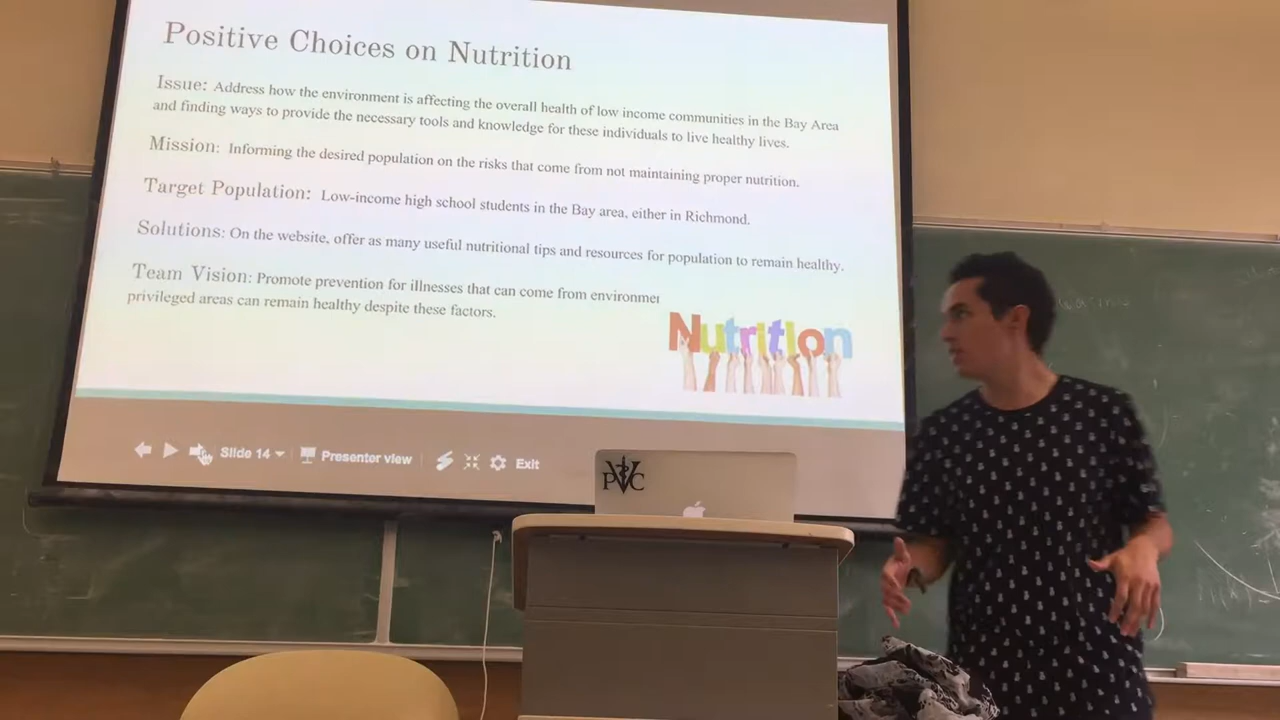 Positive Choices on Nutrition
Issue: Address how the environment is affecting the overall health of low income communities in the Bay Area
and finding ways to provide the necessary tools and knowledge for these individuals to live healthy lives.
Mission: Informing the desired population on the risks that come from not maintaining proper nutrition.
Target Population: Low-income high school students in the Bay area, either in Richmond.
Solutions: On the website, offer as many useful nutritional tips and resources for population to remain healthy.
Team Vision: Promote prevention for illnesses that can come from
privileged areas can remain healthy despite these factors.
Nutrition
Slide 14 Presenter view Exit
PVC